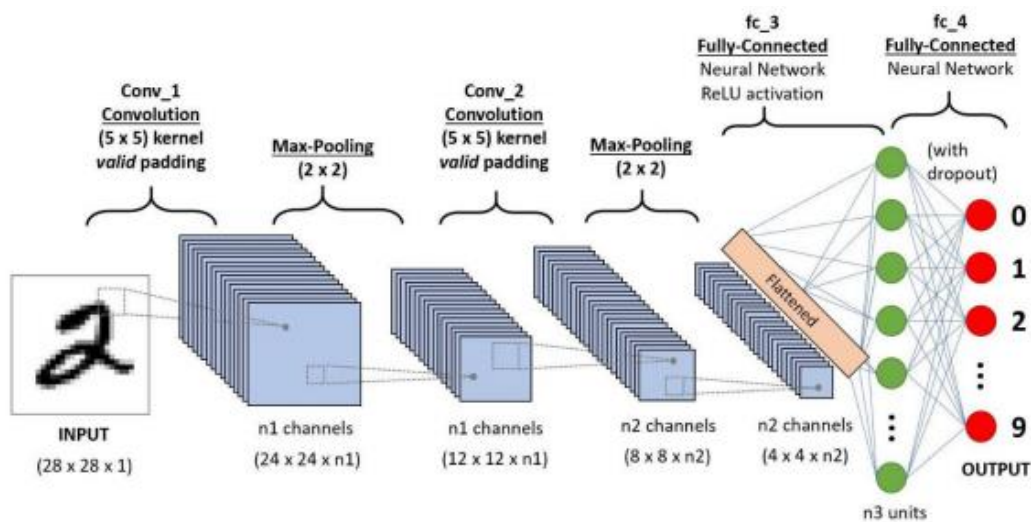 fc_3
Fully-Connected
Neural Network
ReLU activation
fc_4
Fully-Connected
Neural Network
Conv_1
Convolution
(5 x 5) kernel
valid padding
Max-Pooling
(2 x 2)
Conv_2
Convolution
(5 x 5) kernel
valid padding
Max-Pooling
(2 x 2)
(with
dropout)
2
Flattened
0
1
2
9
INPUT
(28 x 28 x 1)
n1 channels
(24 x 24 x n1)
n1 channels
(12 x 12 x n1)
n2 channels
(8 x 8 x n2)
n2 channels
(4 x 4 x n2)
OUTPUT
n3 units